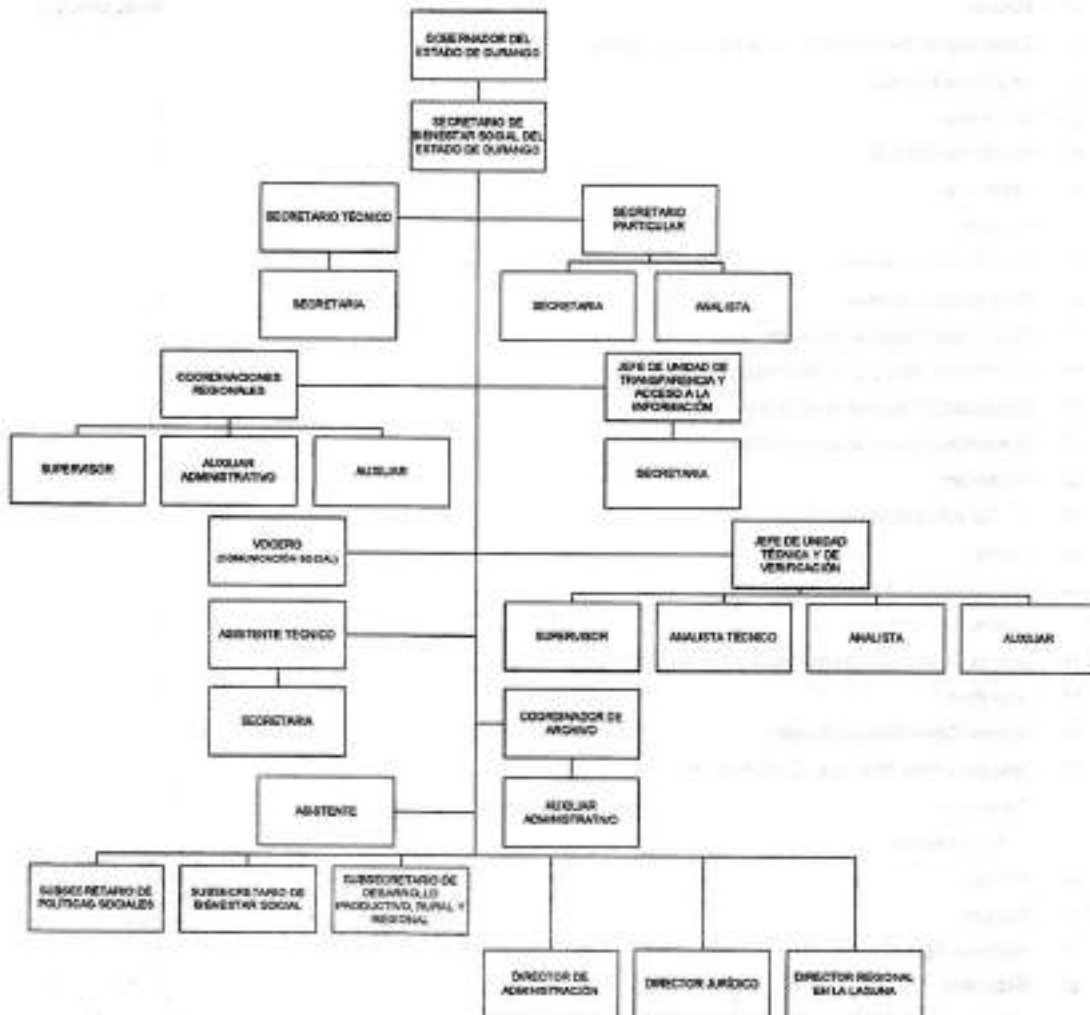 GOBERNADOR DEL
ESTADO DE DURANGO
SECRETARIO DE
BIENESTAR SOCIAL DEL
ESTADO DE DURANGO
SECRETARIO TÉCNICO
SECRETARIO
PARTICULAR
SECRETARIA
SECRETARIA
ANALISTA
COORDINACIONES
REGIONALES
JEFE DE UNIDAD DE
TRANSPARENCIA Y
ACCESO A LA
INFORMACIÓN
SUPERVISOR
AUXILIAR
ADMINISTRATIVO
AUXILIAR
SECRETARIA
VOCERO
(COMUNICACIÓN SOCIAL)
JEFE DE UNIDAD
TÉCNICA Y DE
VERIFICACIÓN
ASISTENTE TÉCNICO
SUPERVISOR
ANALISTA TÉCNICO
ANALISTA
AUXILIAR
SECRETARIA
COORDINADOR DE
ARCHIVO
ASISTENTE
AUXILIAR
ADMINISTRATIVO
SUBSECRETARIO DE
POLÍTICAS SOCIALES
SUBSECRETARIO DE
BIENESTAR SOCIAL
SUBSECRETARIO DE
DESARROLLO
PRODUCTIVO, RURAL Y
REGIONAL
DIRECTOR DE
ADMINISTRACIÓN
DIRECTOR JURÍDICO
DIRECTOR REGIONAL
EN LA LAGUNA